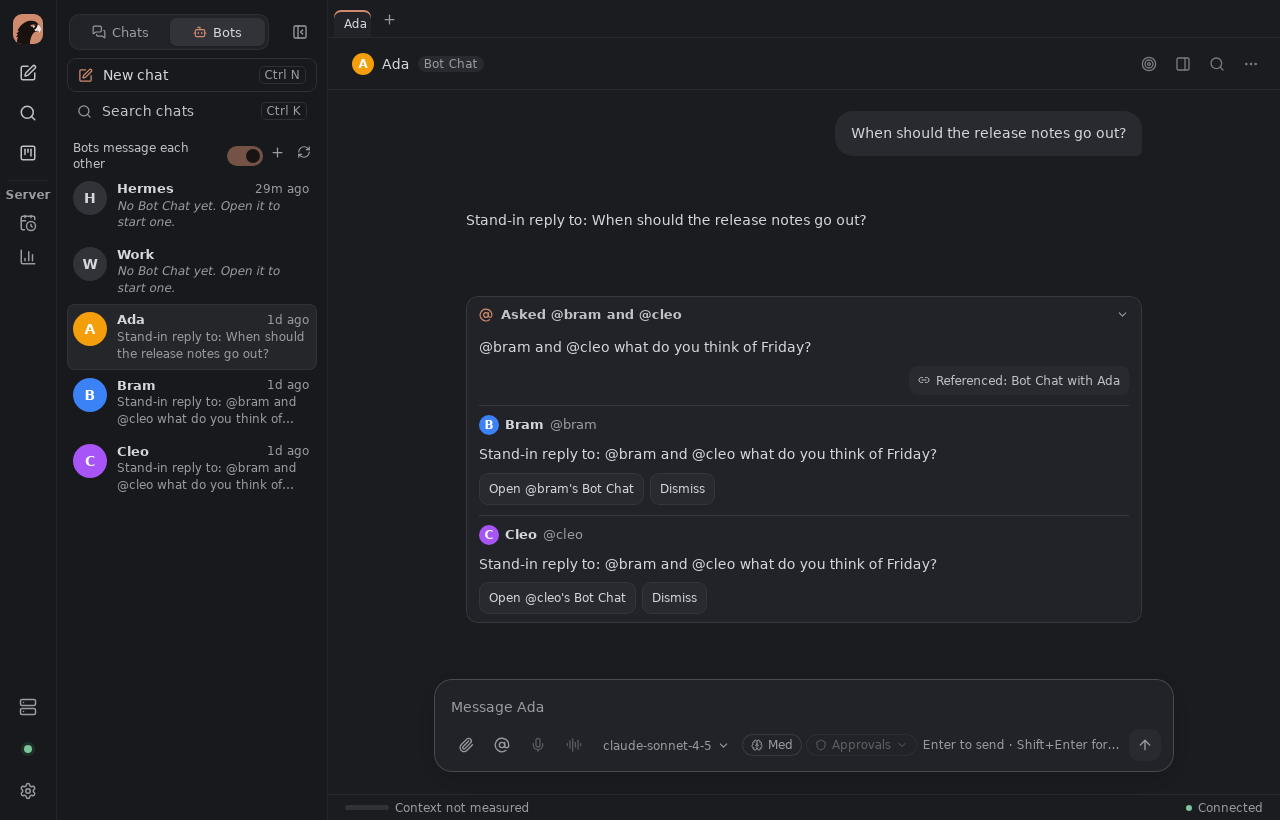 Chats
Bots
New chat
Ctrl N
Search chats
Ctrl K
Bots message each
other
Server
H
Hermes
29m ago
No Bot Chat yet. Open it to
start one.
W
Work
No Bot Chat yet. Open it to
start one.
A
Ada
1d ago
Stand-in reply to: When should
the release notes go out?
B
Bram
1d ago
Stand-in reply to: @bram and
@cleo what do you think of…
C
Cleo
1d ago
Stand-in reply to: @bram and
@cleo what do you think of…
Ada
A
Ada
Bot Chat
When should the release notes go out?
Stand-in reply to: When should the release notes go out?
Asked @bram and @cleo
@bram and @cleo what do you think of Friday?
Referenced: Bot Chat with Ada
B
Bram @bram
Stand-in reply to: @bram and @cleo what do you think of Friday?
Open @bram's Bot Chat
Dismiss
C
Cleo @cleo
Stand-in reply to: @bram and @cleo what do you think of Friday?
Open @cleo's Bot Chat
Dismiss
Message Ada
claude-sonnet-4-5
Med
Approvals
Enter to send · Shift+Enter for…
Context not measured
Connected